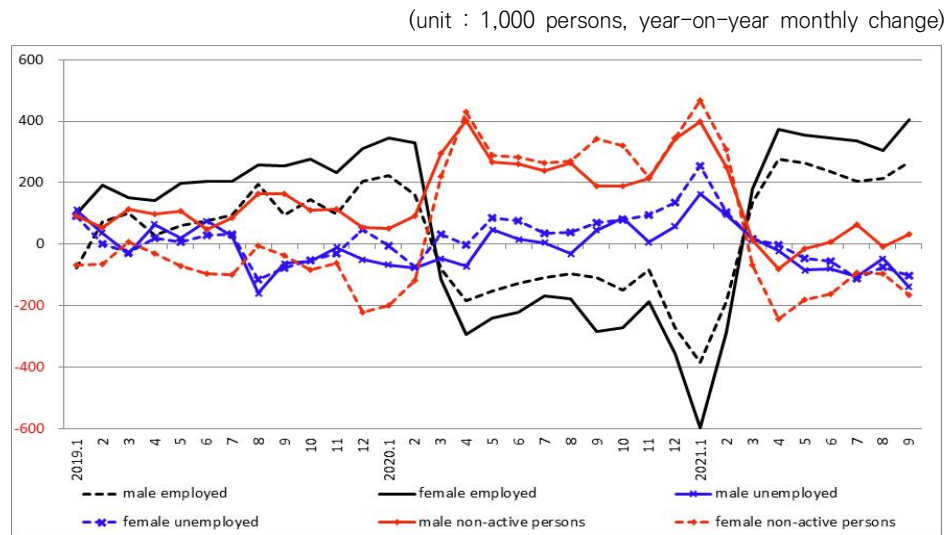 (unit : 1,000 persons, year-on-year monthly change)
600
400
200
0
-200
-400
-600
2019.1 2 3 4 5 6 7 8 9 10 11 12 2020.1 2 3 4 5 6 7 8 9 10 11 12 2021.1 2 3 4 5 6 7 8 9
male employed female employed male unemployed
female unemployed male non-active persons female non-active persons